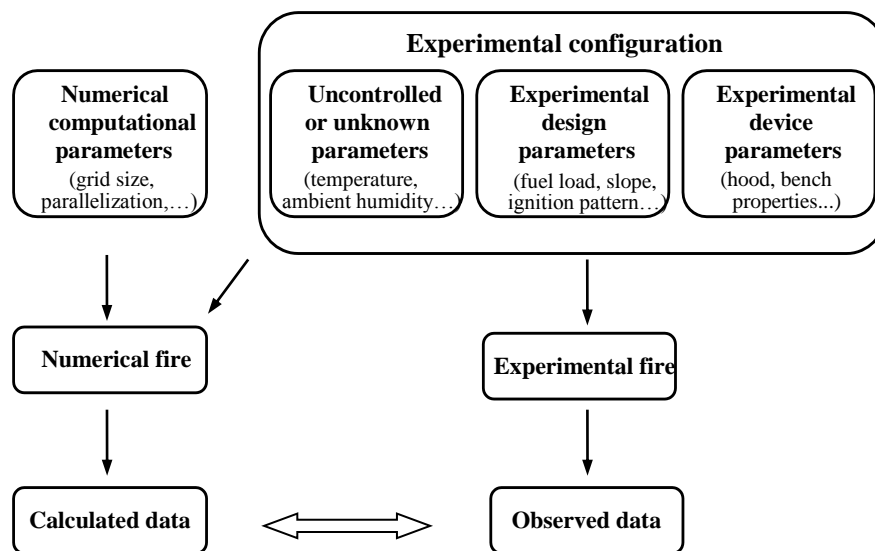 Experimental configuration
Numerical
computational
parameters
(grid size,
parallelization,…)
Uncontrolled
or unknown
parameters
(temperature,
ambient humidity…)
Experimental
design
parameters
(fuel load, slope,
ignition pattern…)
Experimental
device
parameters
(hood, bench
properties...)
Numerical fire
Experimental fire
Calculated data
Observed data